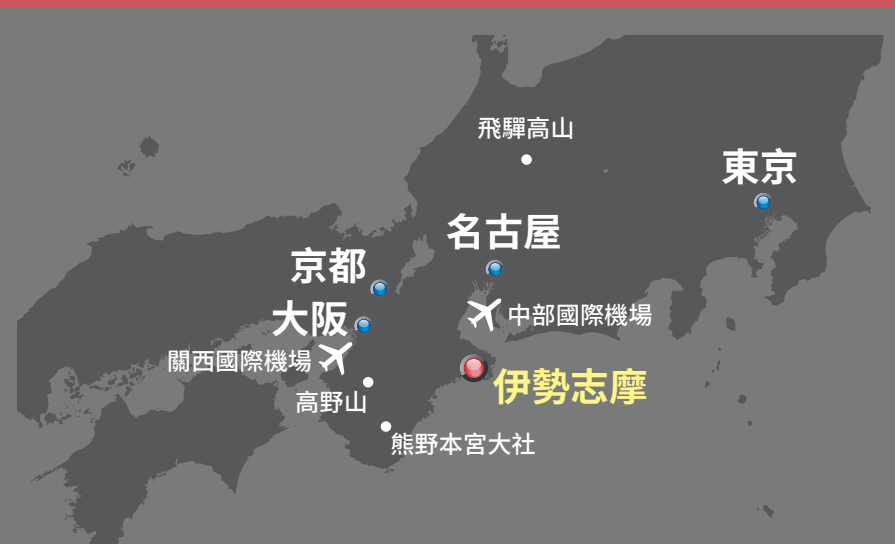 飛驒高山
東京
名古屋
京都
大阪
中部國際機場
關西國際機場
伊勢志摩
高野山
熊野本宮大社